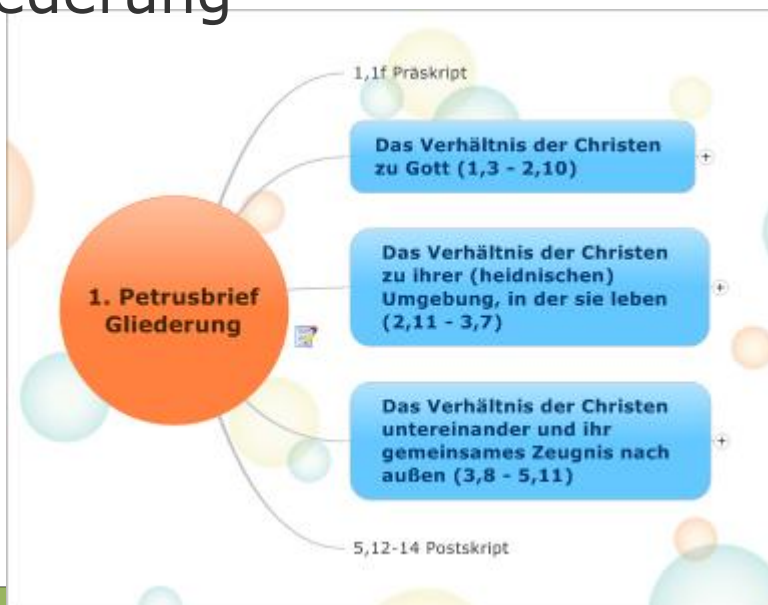 ederung
1,1f Präskript
Das Verhältnis der Christen
zu Gott (1,3 - 2,10)
1. Petrusbrief
Gliederung
Das Verhältnis der Christen
zu ihrer (heidnischen)
Umgebung, in der sie leben
(2,11 - 3,7)
Das Verhältnis der Christen
untereinander und ihr
gemeinsames Zeugnis nach
außen (3,8 - 5,11)
5,12-14 Postskript